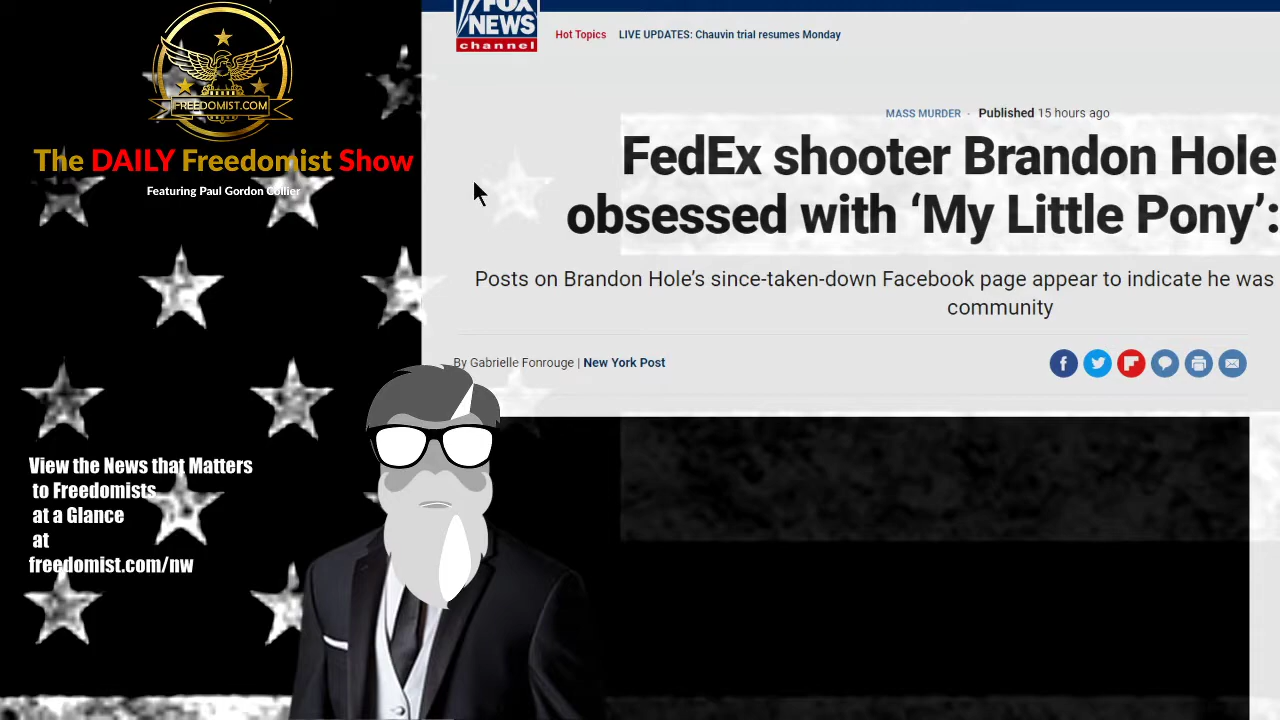 FREEDOMIST.COM
The DAILY Freedomist Show
Featuring Paul Gordon Collier
View the News that Matters
to Freedomists
at a Glance
at
freedomist.com/nw
FOX
NEWS
channel
Hot Topics LIVE UPDATES: Chauvin trial resumes Monday
MASS MURDER · Published 15 hours ago
FedEx shooter Brandon Hole
obsessed with ‘My Little Pony’:
Posts on Brandon Hole’s since-taken-down Facebook page appear to indicate he was
community
By Gabrielle Fonrouge | New York Post